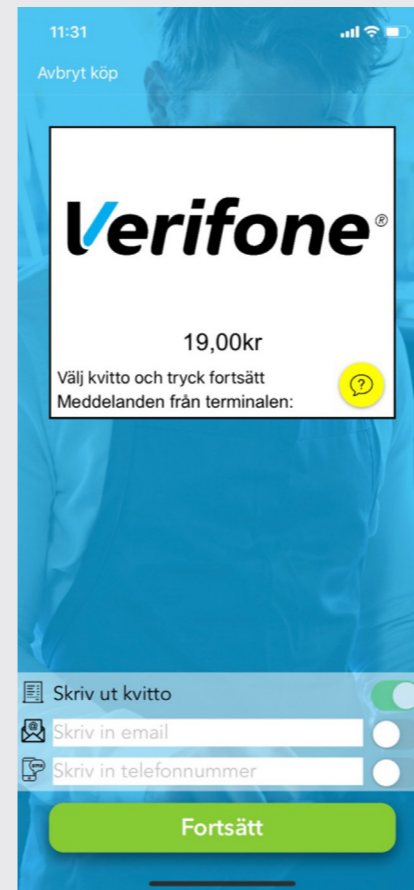 11:31
Avbryt köp
Verifone®
19,00kr
Välj kvitto och tryck fortsätt
Meddelanden från terminalen:
Skriv ut kvitto
Skriv in email
Skriv in telefonnummer
Fortsätt